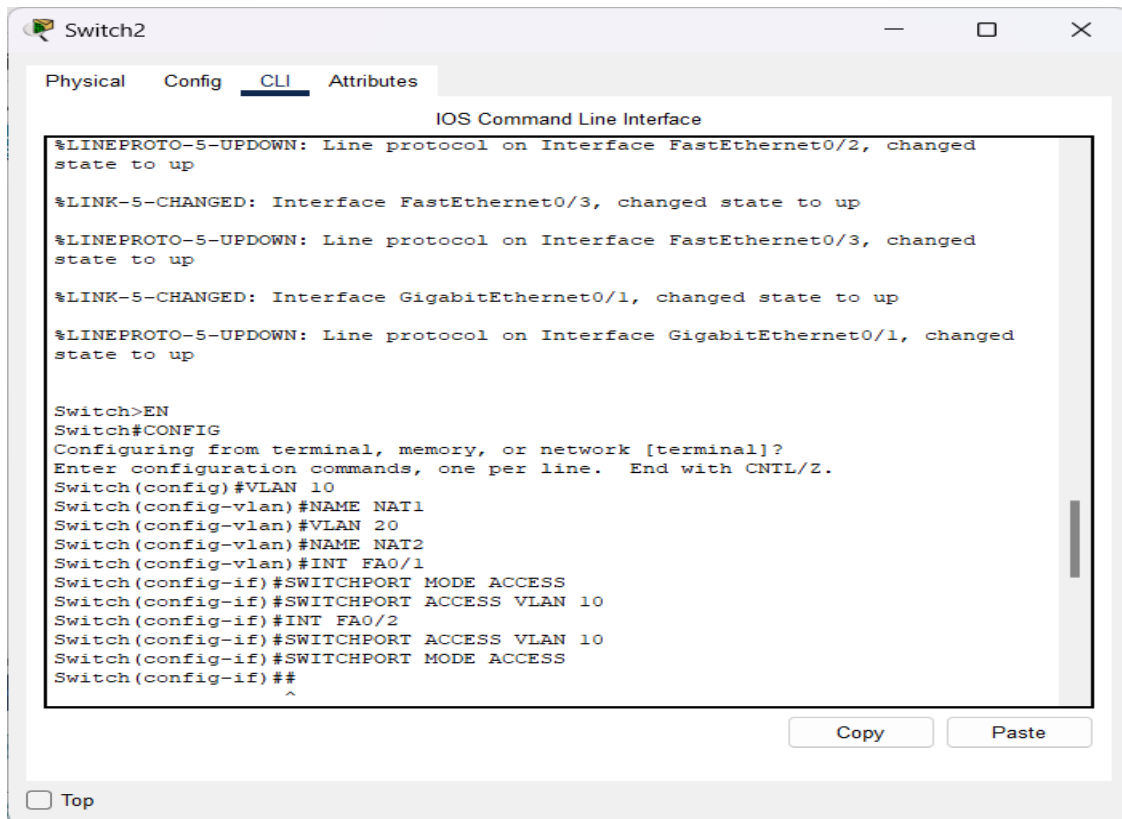 Switch2
Physical Config CLI Attributes
IOS Command Line Interface
%LINEPROTO-5-UPDOWN: Line protocol on Interface FastEthernet0/2, changed
state to up
%LINK-5-CHANGED: Interface FastEthernet0/3, changed state to up
%LINEPROTO-5-UPDOWN: Line protocol on Interface FastEthernet0/3, changed
state to up
%LINK-5-CHANGED: Interface GigabitEthernet0/1, changed state to up
%LINEPROTO-5-UPDOWN: Line protocol on Interface GigabitEthernet0/1, changed
state to up
Switch>EN
Switch#CONFIG
Configuring from terminal, memory, or network [terminal]?
Enter configuration commands, one per line.  End with CNTL/Z.
Switch(config)#VLAN 10
Switch(config-vlan)#NAME NAT1
Switch(config-vlan)#VLAN 20
Switch(config-vlan)#NAME NAT2
Switch(config-vlan)#INT FA0/1
Switch(config-if)#SWITCHPORT MODE ACCESS
Switch(config-if)#SWITCHPORT ACCESS VLAN 10
Switch(config-if)#INT FA0/2
Switch(config-if)#SWITCHPORT ACCESS VLAN 10
Switch(config-if)#SWITCHPORT MODE ACCESS
Switch(config-if)##
^
Copy Paste
Top